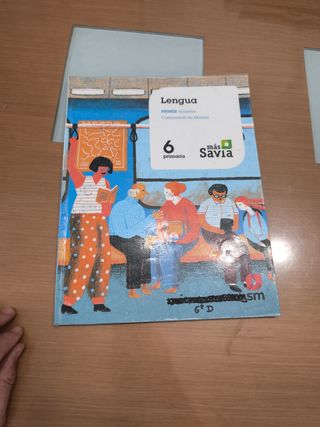 Lengua
PRIMER trimestre
Comunidad de Madrid
6
primaria
más
Savia
sm
6º D